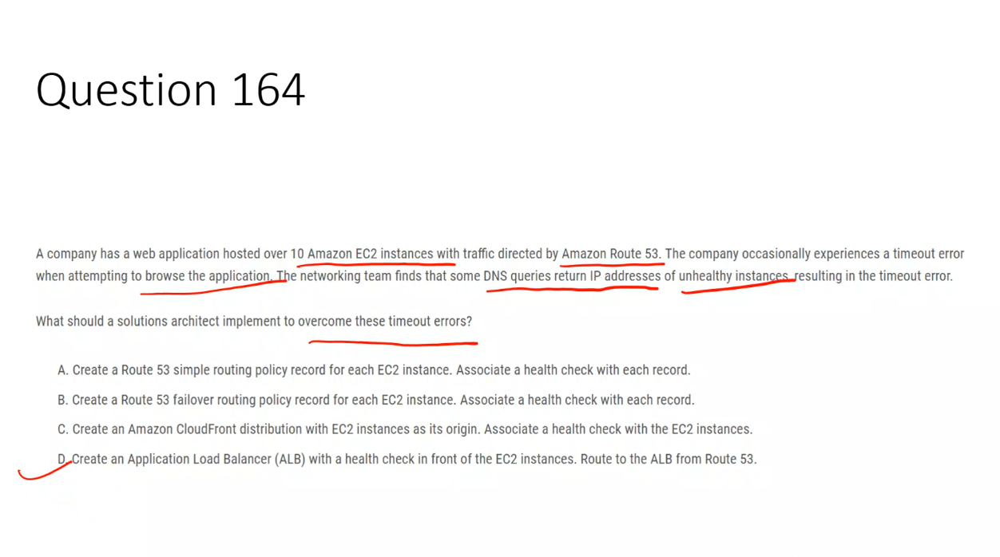 Question 164
A company has a web application hosted over 10 Amazon EC2 instances with traffic directed by Amazon Route 53. The company occasionally experiences a timeout error
when attempting to browse the application. The networking team finds that some DNS queries return IP addresses of unhealthy instances, resulting in the timeout error.
What should a solutions architect implement to overcome these timeout errors?
A. Create a Route 53 simple routing policy record for each EC2 instance. Associate a health check with each record.
B. Create a Route 53 failover routing policy record for each EC2 instance. Associate a health check with each record.
C. Create an Amazon CloudFront distribution with EC2 instances as its origin. Associate a health check with the EC2 instances.
D. Create an Application Load Balancer (ALB) with a health check in front of the EC2 instances. Route to the ALB from Route 53.